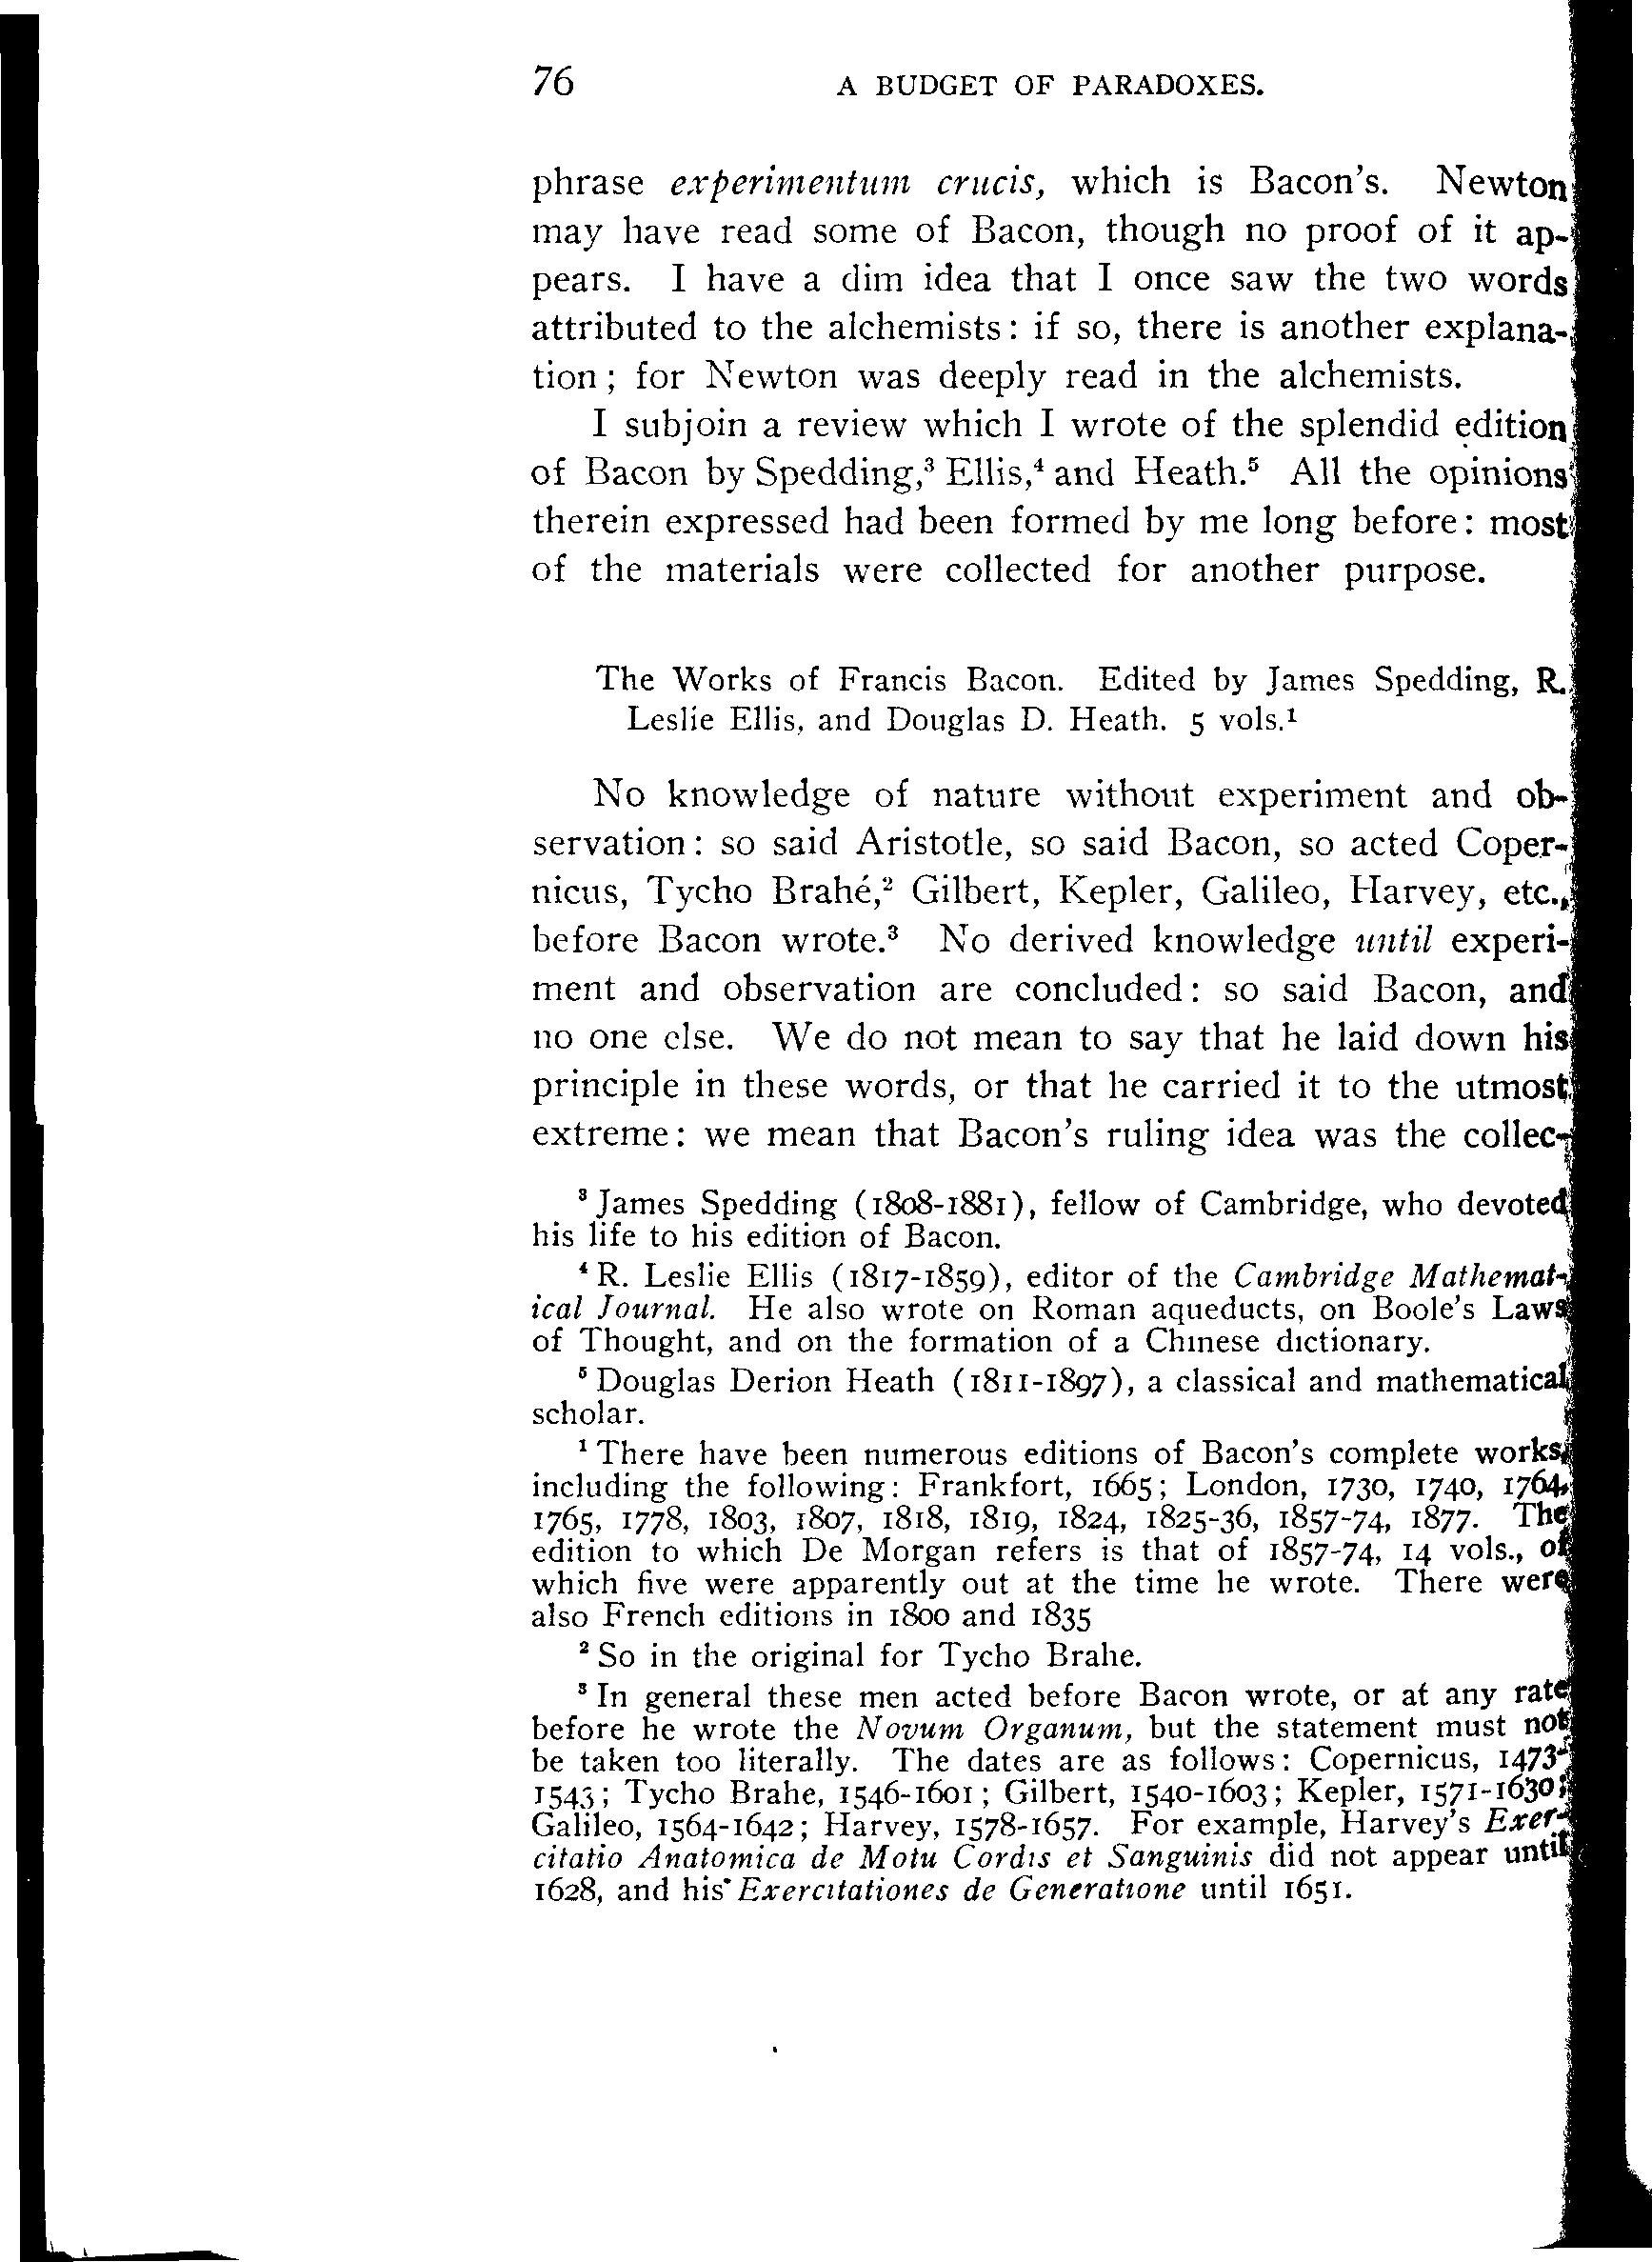 76 A BUDGET OF PARADOXES.
phrase experimentum crucis, which is Bacon's. Newton
may have read some of Bacon, though no proof of it ap-
pears. I have a dim idea that I once saw the two words
attributed to the alchemists: if so, there is another explana-
tion; for Newton was deeply read in the alchemists.
I subjoin a review which I wrote of the splendid edition
of Bacon by Spedding,³ Ellis,⁴ and Heath.⁵ All the opinions
therein expressed had been formed by me long before: most
of the materials were collected for another purpose.
The Works of Francis Bacon. Edited by James Spedding, R.
Leslie Ellis, and Douglas D. Heath. 5 vols.¹
No knowledge of nature without experiment and ob-
servation: so said Aristotle, so said Bacon, so acted Coper-
nicus, Tycho Brahé,² Gilbert, Kepler, Galileo, Harvey, etc.,
before Bacon wrote.³ No derived knowledge until experi-
ment and observation are concluded: so said Bacon, and
no one else. We do not mean to say that he laid down his
principle in these words, or that he carried it to the utmost
extreme: we mean that Bacon's ruling idea was the collec-
³ James Spedding (1808-1881), fellow of Cambridge, who devoted
his life to his edition of Bacon.
⁴ R. Leslie Ellis (1817-1859), editor of the Cambridge Mathemat-
ical Journal. He also wrote on Roman aqueducts, on Boole's Laws
of Thought, and on the formation of a Chinese dictionary.
⁵ Douglas Derion Heath (1811-1897), a classical and mathematical
scholar.
¹ There have been numerous editions of Bacon's complete works,
including the following: Frankfort, 1665; London, 1730, 1740, 1764,
1765, 1778, 1803, 1807, 1818, 1819, 1824, 1825-36, 1857-74, 1877. The
edition to which De Morgan refers is that of 1857-74, 14 vols., of
which five were apparently out at the time he wrote. There were
also French editions in 1800 and 1835
² So in the original for Tycho Brahe.
³ In general these men acted before Bacon wrote, or at any rate
before he wrote the Novum Organum, but the statement must not
be taken too literally. The dates are as follows: Copernicus, 1473-
1543; Tycho Brahe, 1546-1601; Gilbert, 1540-1603; Kepler, 1571-1630;
Galileo, 1564-1642; Harvey, 1578-1657. For example, Harvey's Exer-
citatio Anatomica de Motu Cordis et Sanguinis did not appear until
1628, and his Exercitationes de Generatione until 1651.